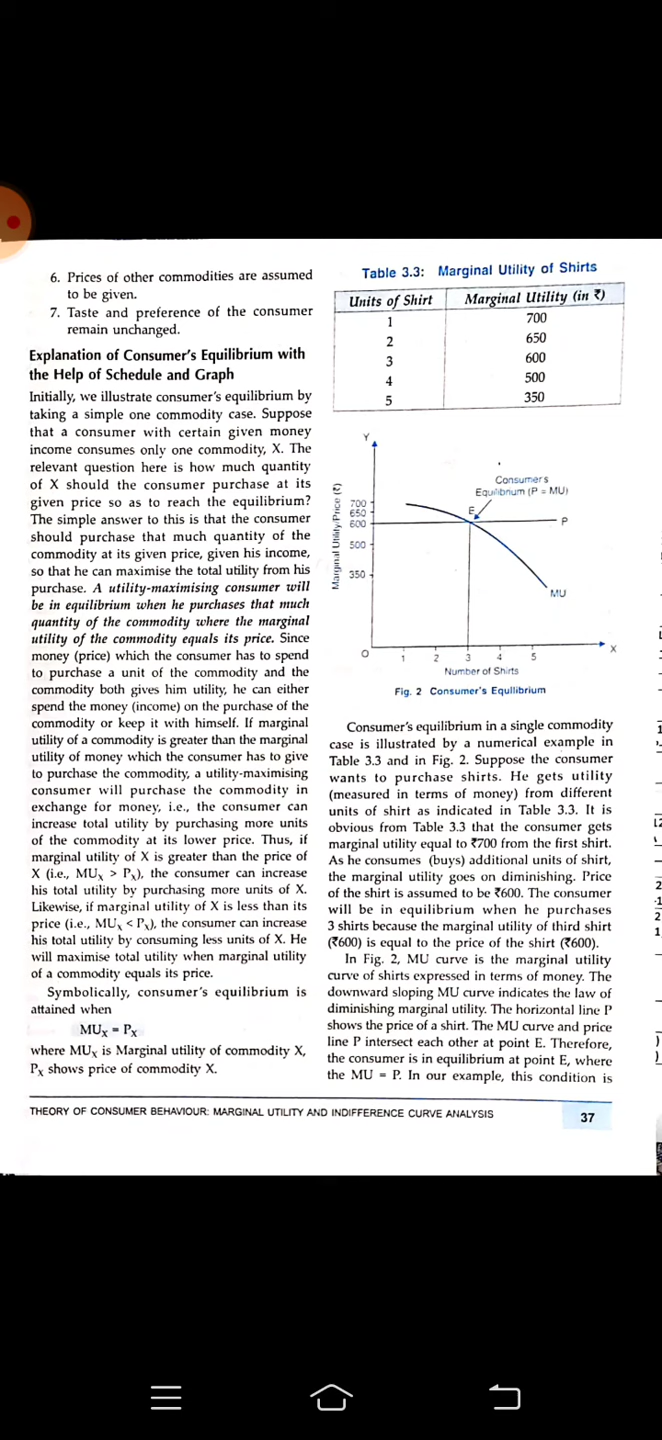 6. Prices of other commodities are assumed
to be given.
7. Taste and preference of the consumer
remain unchanged.
Explanation of Consumer's Equilibrium with
the Help of Schedule and Graph
Initially, we illustrate consumer's equilibrium by
taking a simple one commodity case. Suppose
that a consumer with certain given money
income consumes only one commodity, X. The
relevant question here is how much quantity
of X should the consumer purchase at its
given price so as to reach the equilibrium?
The simple answer to this is that the consumer
should purchase that much quantity of the
commodity at its given price, given his income,
so that he can maximise the total utility from his
purchase. A utility-maximising consumer will
be in equilibrium when he purchases that much
quantity of the commodity where the marginal
utility of the commodity equals its price. Since
money (price) which the consumer has to spend
to purchase a unit of the commodity and the
commodity both gives him utility, he can either
spend the money (income) on the purchase of the
commodity or keep it with himself. If marginal
utility of a commodity is greater than the marginal
utility of money which the consumer has to give
to purchase the commodity, a utility-maximising
consumer will purchase the commodity in
exchange for money, i.e., the consumer can
increase total utility by purchasing more units
of the commodity at its lower price. Thus, if
marginal utility of X is greater than the price of
X (i.e., MUX > PX), the consumer can increase
his total utility by purchasing more units of X.
Likewise, if marginal utility of X is less than its
price (i.e., MUX < PX), the consumer can increase
his total utility by consuming less units of X. He
will maximise total utility when marginal utility
of a commodity equals its price.
Symbolically, consumer's equilibrium is
attained when
MUX = PX
where MUX is Marginal utility of commodity X,
PX shows price of commodity X.
Table 3.3: Marginal Utility of Shirts
Units of Shirt Marginal Utility (in ₹)
1 700
2 650
3 600
4 500
5 350
Y
Marginal Utility/Price (₹)
Consumer's
Equilibrium (P = MU)
700
650
600
500
350
E
P
MU
O 1 2 3 4 5 X
Number of Shirts
Fig. 2 Consumer's Equilibrium
Consumer's equilibrium in a single commodity
case is illustrated by a numerical example in
Table 3.3 and in Fig. 2. Suppose the consumer
wants to purchase shirts. He gets utility
(measured in terms of money) from different
units of shirt as indicated in Table 3.3. It is
obvious from Table 3.3 that the consumer gets
marginal utility equal to ₹700 from the first shirt.
As he consumes (buys) additional units of shirt,
the marginal utility goes on diminishing. Price
of the shirt is assumed to be ₹600. The consumer
will be in equilibrium when he purchases
3 shirts because the marginal utility of third shirt
(₹600) is equal to the price of the shirt (₹600).
In Fig. 2, MU curve is the marginal utility
curve of shirts expressed in terms of money. The
downward sloping MU curve indicates the law of
diminishing marginal utility. The horizontal line P
shows the price of a shirt. The MU curve and price
line P intersect each other at point E. Therefore,
the consumer is in equilibrium at point E, where
the MU = P. In our example, this condition is
THEORY OF CONSUMER BEHAVIOUR: MARGINAL UTILITY AND INDIFFERENCE CURVE ANALYSIS
37